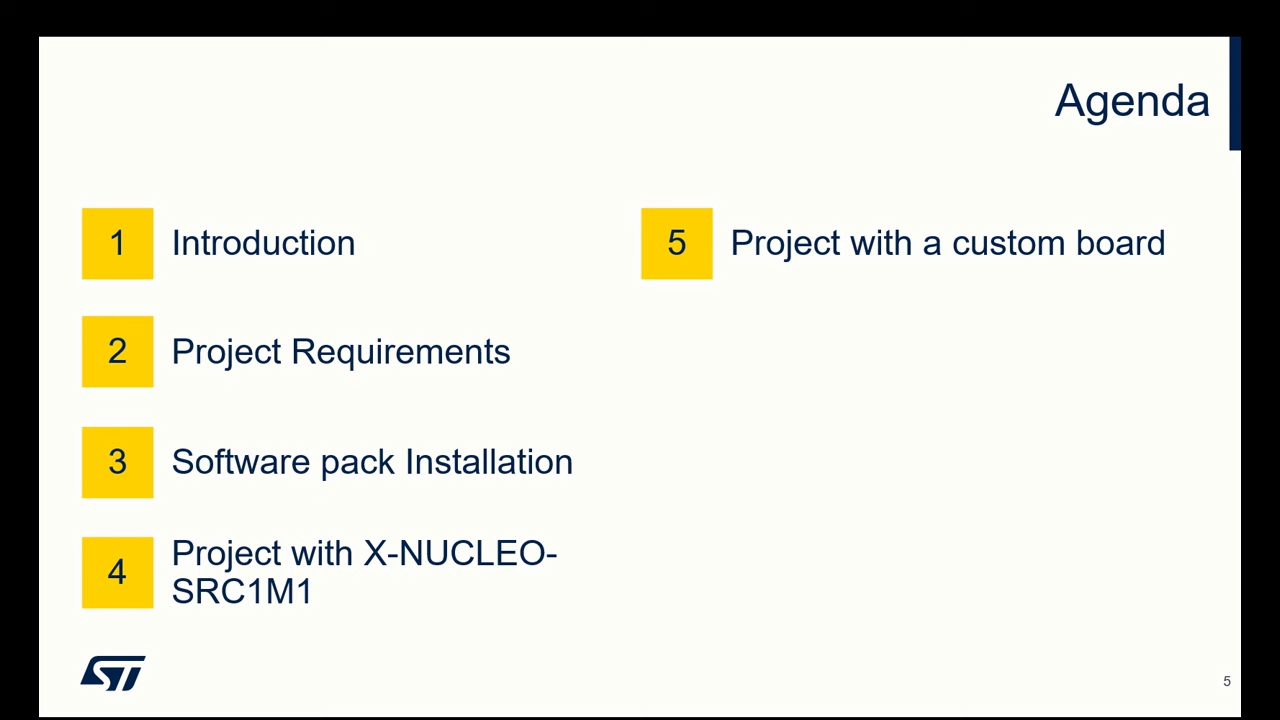 Agenda
1 Introduction
2 Project Requirements
3 Software pack Installation
4 Project with X-NUCLEO-
SRC1M1
5 Project with a custom board
ST
5